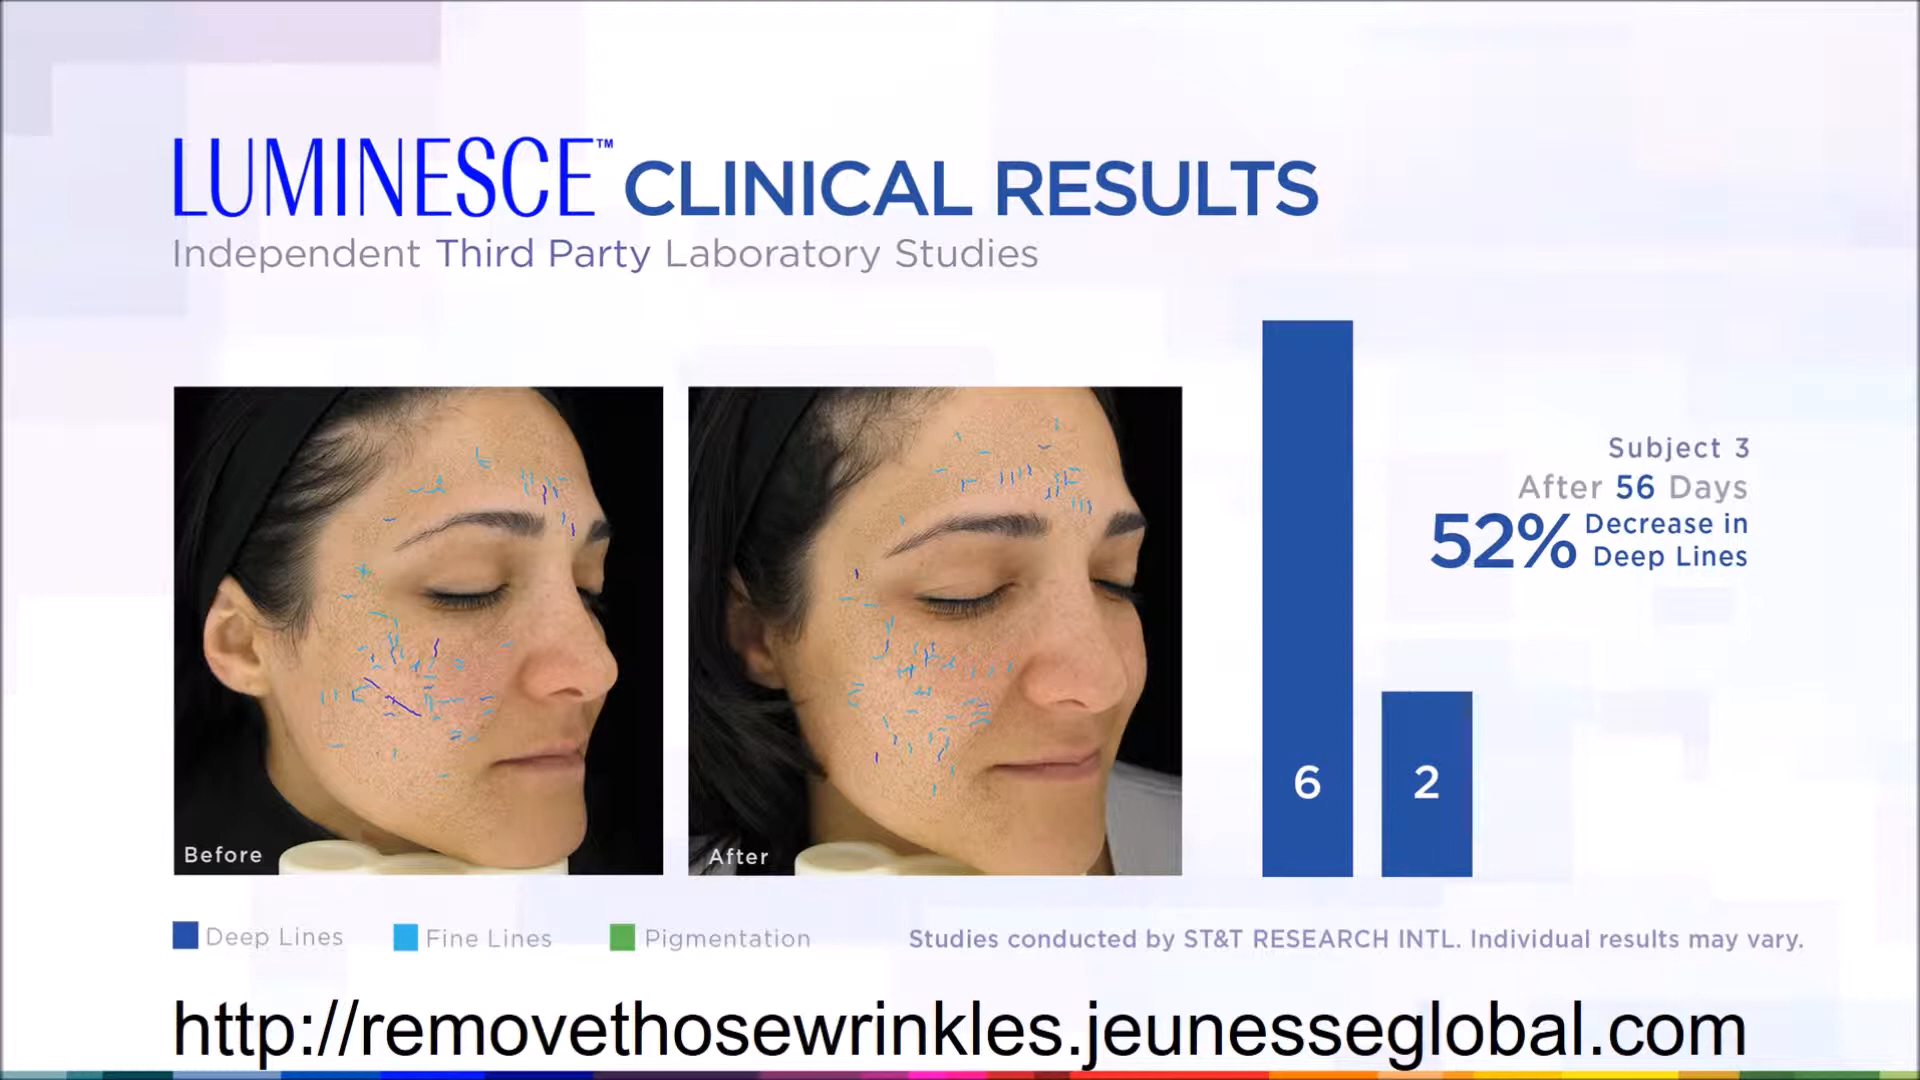 LUMINESCE™ CLINICAL RESULTS
Independent Third Party Laboratory Studies
Subject 3
After 56 Days
52% Decrease in
Deep Lines
6 2
Before After
Deep Lines Fine Lines Pigmentation Studies conducted by ST&T RESEARCH INTL. Individual results may vary.
http://removethosewrinkles.jeunesseglobal.com